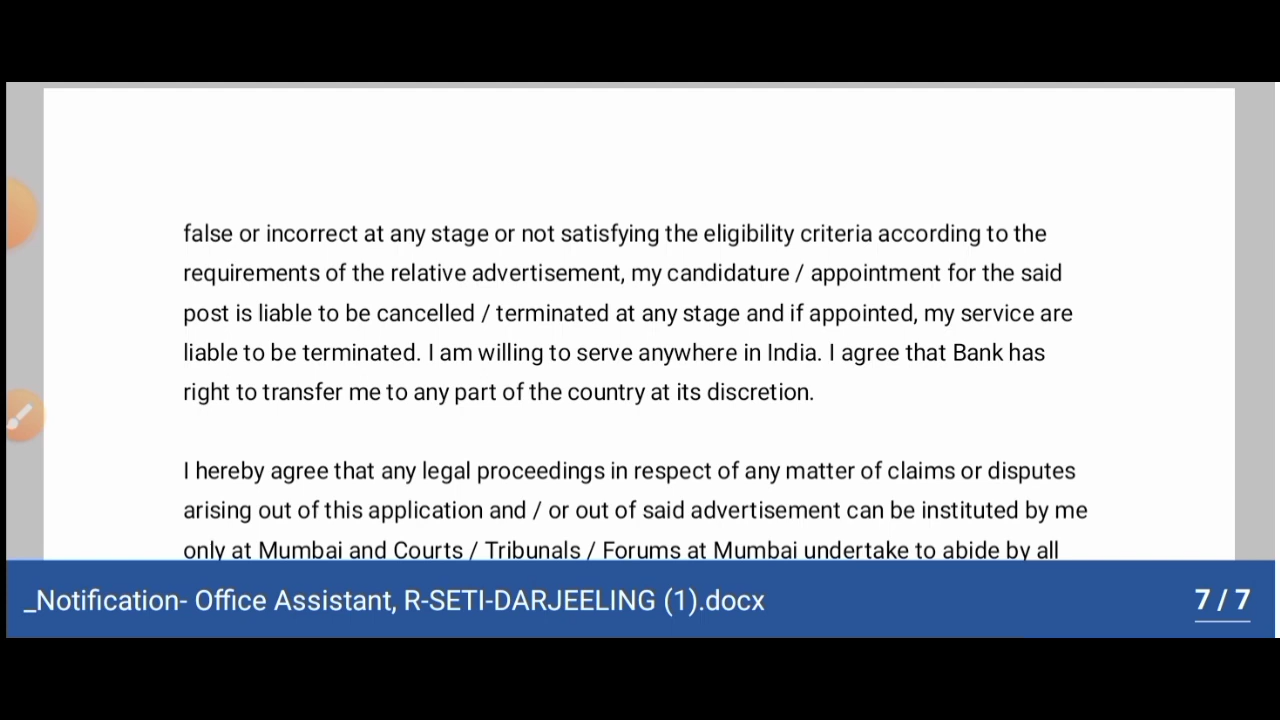 false or incorrect at any stage or not satisfying the eligibility criteria according to the
requirements of the relative advertisement, my candidature / appointment for the said
post is liable to be cancelled / terminated at any stage and if appointed, my service are
liable to be terminated. I am willing to serve anywhere in India. I agree that Bank has
right to transfer me to any part of the country at its discretion.
I hereby agree that any legal proceedings in respect of any matter of claims or disputes
arising out of this application and / or out of said advertisement can be instituted by me
only at Mumbai and Courts / Tribunals / Forums at Mumbai undertake to abide by all
_Notification- Office Assistant, R-SETI-DARJEELING (1).docx
7 / 7